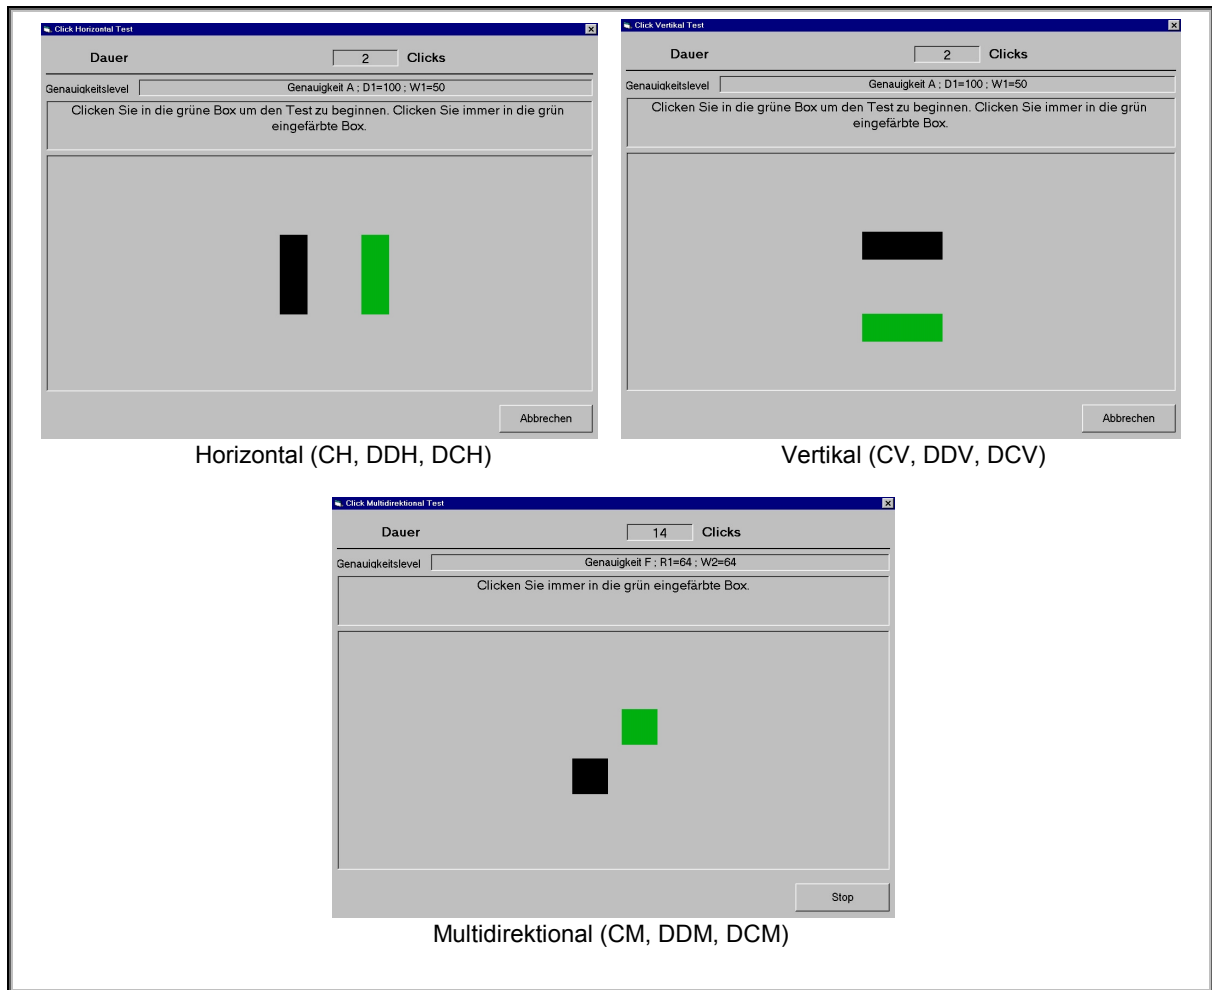 Click Horizontal Test
Dauer 2 Clicks
Genauigkeitslevel Genauigkeit A ; D1=100 ; W1=50
Clicken Sie in die grüne Box um den Test zu beginnen. Clicken Sie immer in die grün
eingefärbte Box.
Abbrechen
Horizontal (CH, DDH, DCH)
Click Vertikal Test
Dauer 2 Clicks
Genauigkeitslevel Genauigkeit A ; D1=100 ; W1=50
Clicken Sie in die grüne Box um den Test zu beginnen. Clicken Sie immer in die grün
eingefärbte Box.
Abbrechen
Vertikal (CV, DDV, DCV)
Click Multidirektional Test
Dauer 14 Clicks
Genauigkeitslevel Genauigkeit F ; R1=64 ; W2=64
Clicken Sie immer in die grün eingefärbte Box.
Stop
Multidirektional (CM, DDM, DCM)